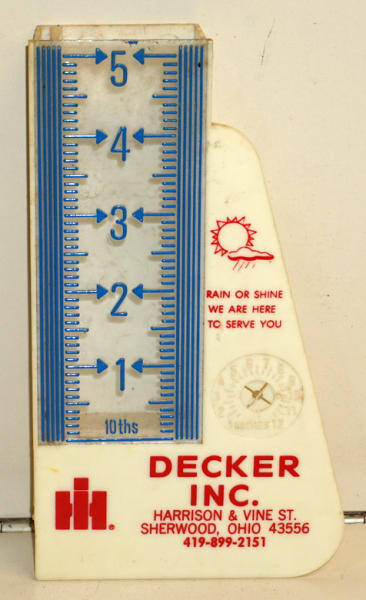 5
4
3
2
1
10ths
RAIN OR SHINE
WE ARE HERE
TO SERVE YOU
IH®
DECKER
INC.
HARRISON & VINE ST.
SHERWOOD, OHIO 43556
419-899-2151